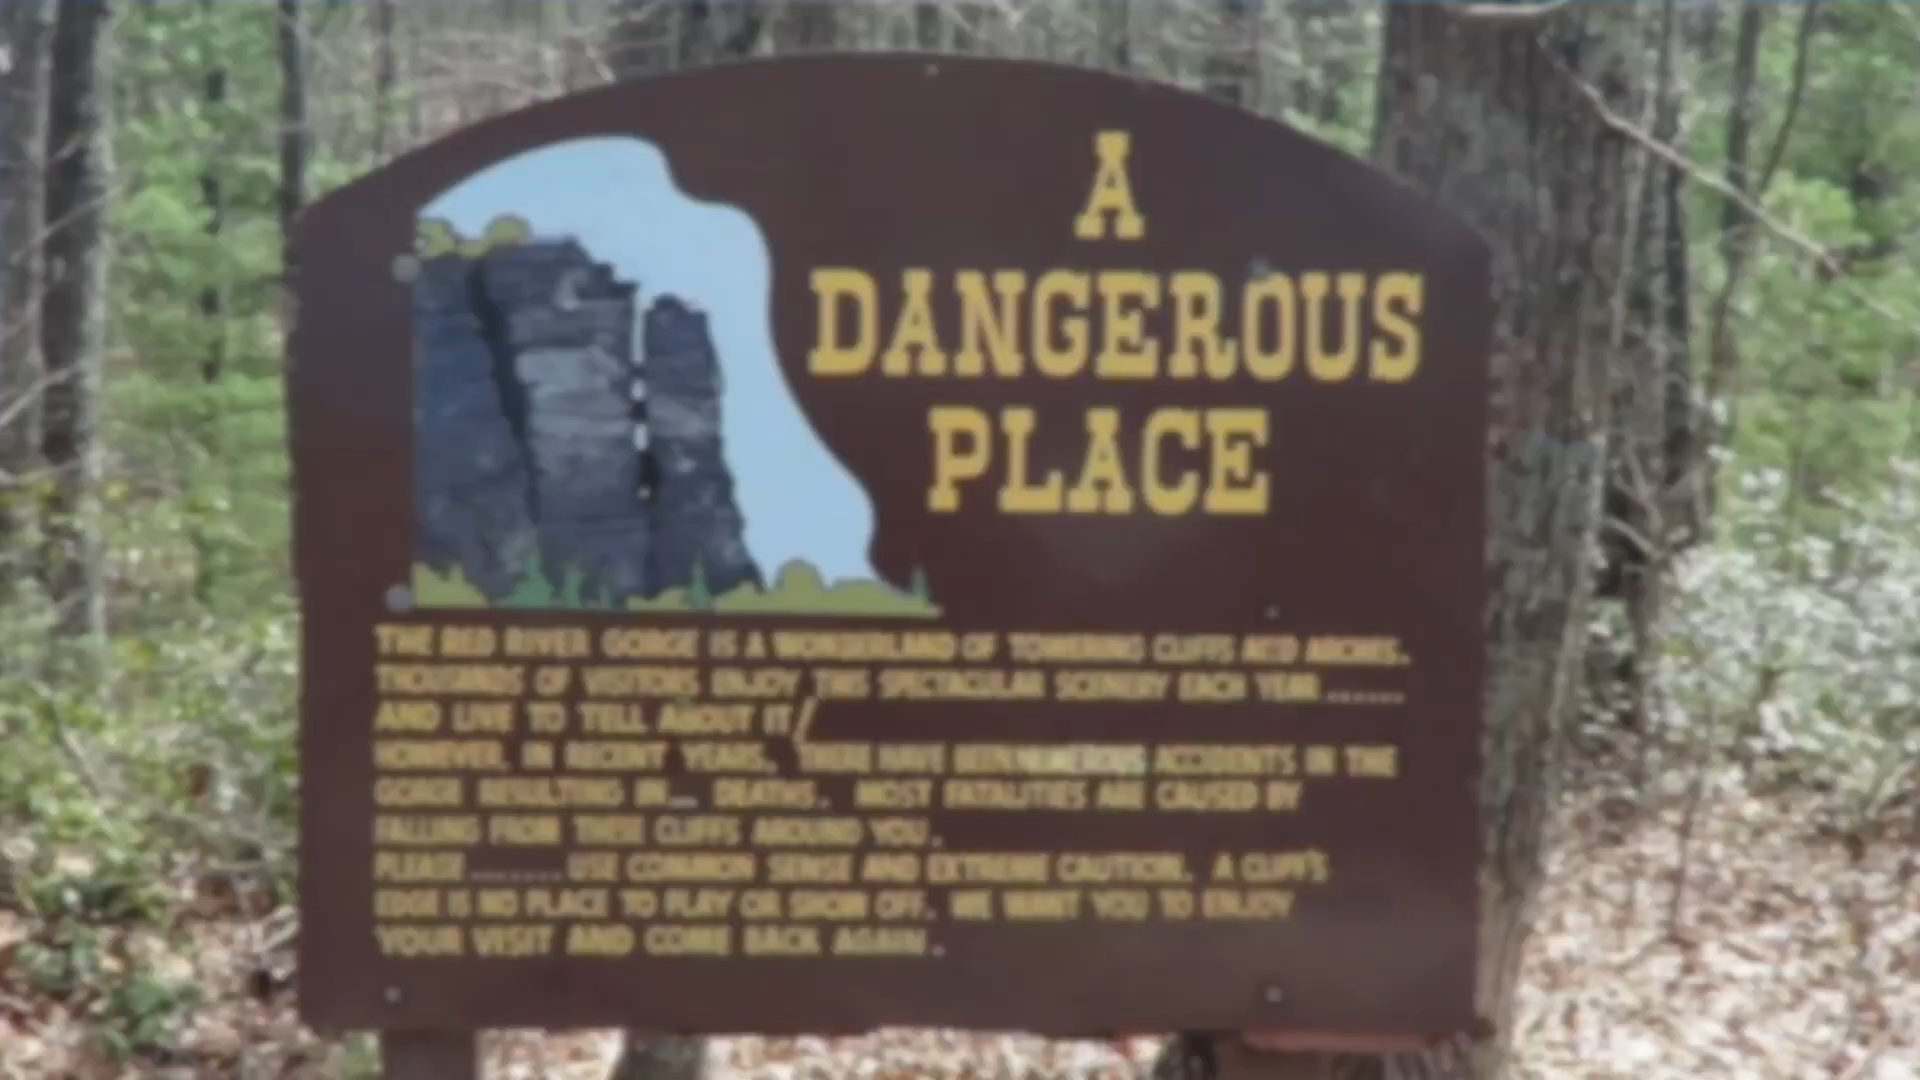 A
DANGEROUS
PLACE
THE RED RIVER GORGE IS A WONDERLAND OF TOWERING CLIFFS AND ARCHES.
THOUSANDS OF VISITORS ENJOY THIS SPECTACULAR SCENERY EACH YEAR.......
AND LIVE TO TELL ABOUT IT!
HOWEVER, IN RECENT YEARS, THERE HAVE BEEN NUMEROUS ACCIDENTS IN THE
GORGE RESULTING IN... DEATHS. MOST FATALITIES ARE CAUSED BY
FALLING FROM THESE CLIFFS AROUND YOU.
PLEASE.......USE COMMON SENSE AND EXTREME CAUTION. A CLIFF'S
EDGE IS NO PLACE TO PLAY OR SHOW OFF. WE WANT YOU TO ENJOY
YOUR VISIT AND COME BACK AGAIN.